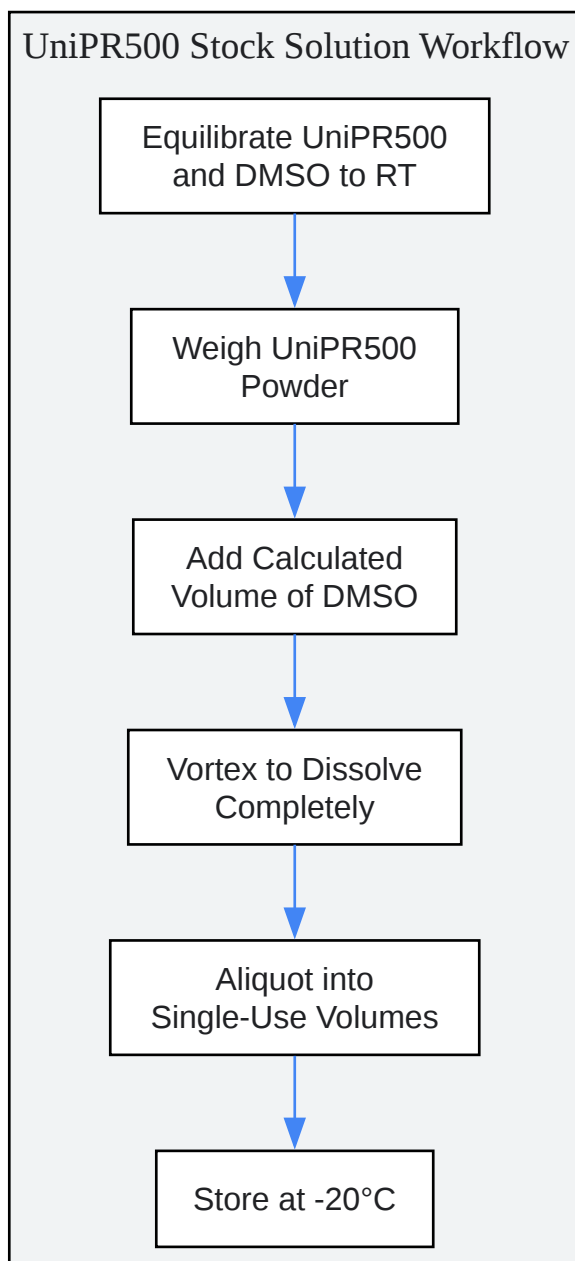 UniPR500 Stock Solution Workflow
Equilibrate UniPR500
and DMSO to RT
Weigh UniPR500
Powder
Add Calculated
Volume of DMSO
Vortex to Dissolve
Completely
Aliquot into
Single-Use Volumes
Store at -20°C